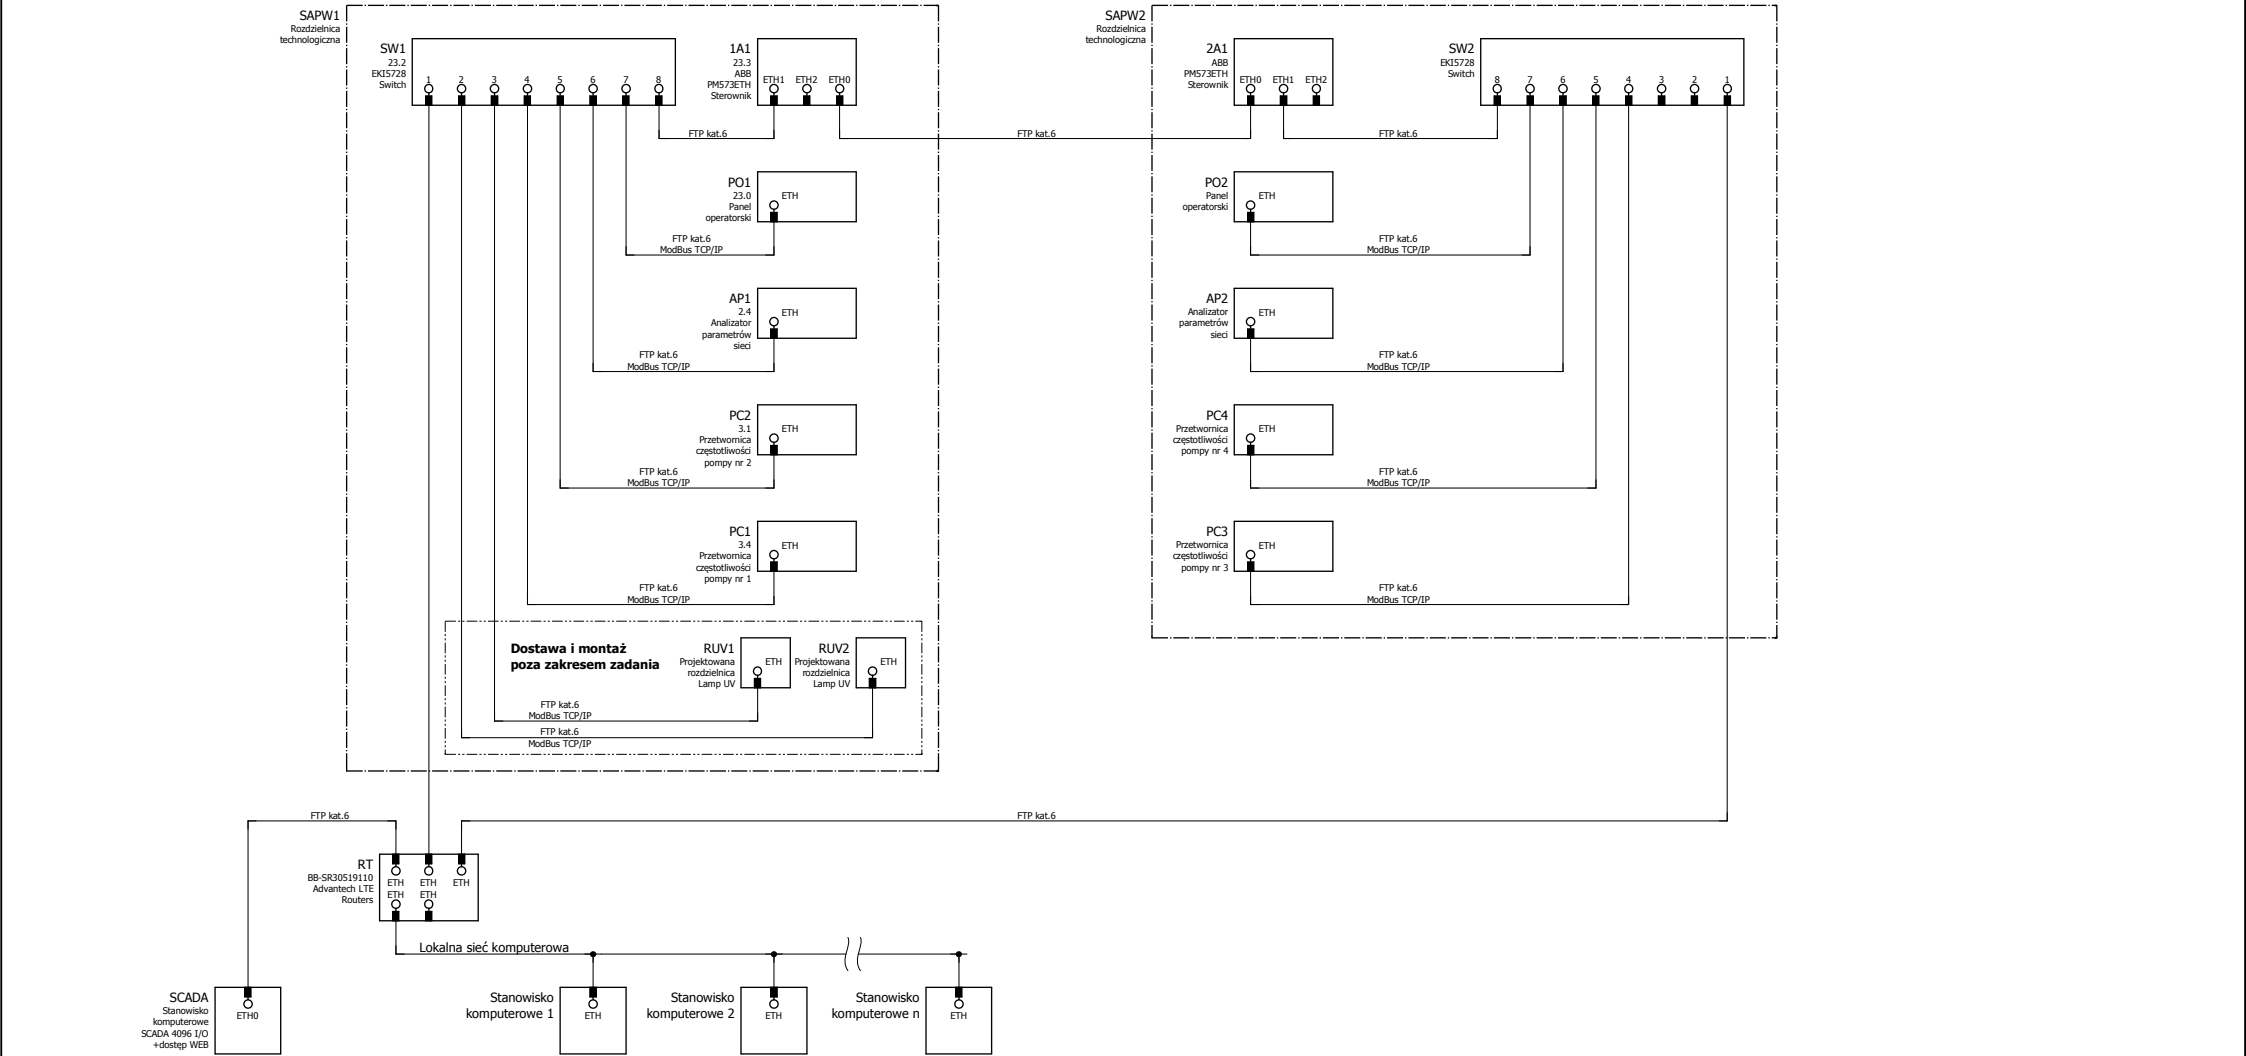 SAPW1
Rozdzielnica
technologiczna
SW1
23.2
EKI5728
Switch
1 2 3 4 5 6 7 8
1A1
23.3
ABB
PM573ETH
Sterownik
ETH1 ETH2 ETH0
FTP kat.6
FTP kat.6
PO1
23.0
Panel
operatorski
ETH
FTP kat.6
ModBus TCP/IP
AP1
2.4
Analizator
parametrów
sieci
ETH
FTP kat.6
ModBus TCP/IP
PC2
3.1
Przetwornica
częstotliwości
pompy nr 2
ETH
FTP kat.6
ModBus TCP/IP
PC1
3.4
Przetwornica
częstotliwości
pompy nr 1
ETH
FTP kat.6
ModBus TCP/IP
Dostawa i montaż
poza zakresem zadania
RUV1
Projektowana
rozdzielnica
Lamp UV
ETH
RUV2
Projektowana
rozdzielnica
Lamp UV
ETH
FTP kat.6
ModBus TCP/IP
FTP kat.6
ModBus TCP/IP
SAPW2
Rozdzielnica
technologiczna
2A1
ABB
PM573ETH
Sterownik
ETH0 ETH1 ETH2
SW2
EKI5728
Switch
8 7 6 5 4 3 2 1
FTP kat.6
PO2
Panel
operatorski
ETH
FTP kat.6
ModBus TCP/IP
AP2
Analizator
parametrów
sieci
ETH
FTP kat.6
ModBus TCP/IP
PC4
Przetwornica
częstotliwości
pompy nr 4
ETH
FTP kat.6
ModBus TCP/IP
PC3
Przetwornica
częstotliwości
pompy nr 3
ETH
FTP kat.6
ModBus TCP/IP
FTP kat.6
FTP kat.6
RT
BB-SR30519110
Advantech LTE
Routers
ETH ETH ETH
ETH ETH
Lokalna sieć komputerowa
SCADA
Stanowisko
komputerowe
SCADA 4096 I/O
+dostęp WEB
ETH0
Stanowisko
komputerowe 1
ETH
Stanowisko
komputerowe 2
ETH
Stanowisko
komputerowe n
ETH